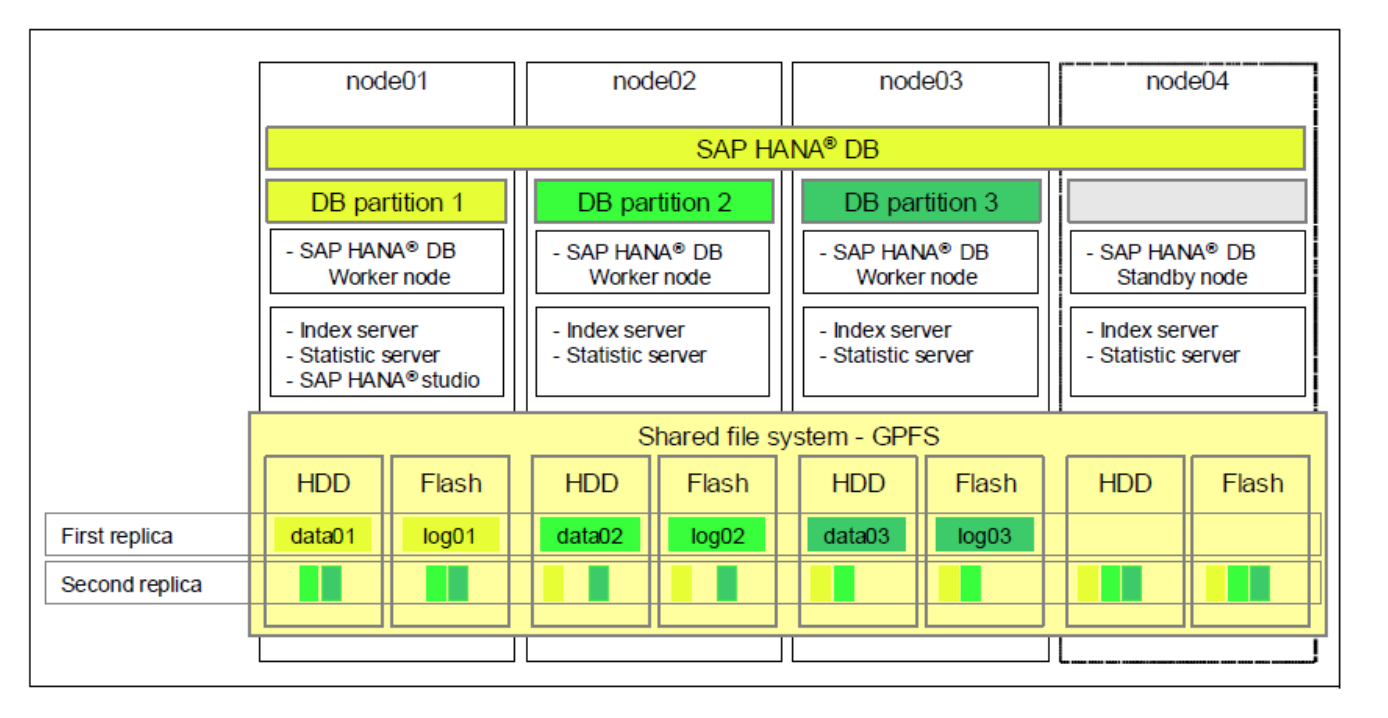 node01
node02
node03
node04
SAP HANA® DB
DB partition 1
DB partition 2
DB partition 3
- SAP HANA® DB
Worker node
- SAP HANA® DB
Worker node
- SAP HANA® DB
Worker node
- SAP HANA® DB
Standby node
- Index server
- Statistic server
- SAP HANA® studio
- Index server
- Statistic server
- Index server
- Statistic server
- Index server
- Statistic server
Shared file system - GPFS
HDD
Flash
HDD
Flash
HDD
Flash
HDD
Flash
First replica
data01
log01
data02
log02
data03
log03
Second replica